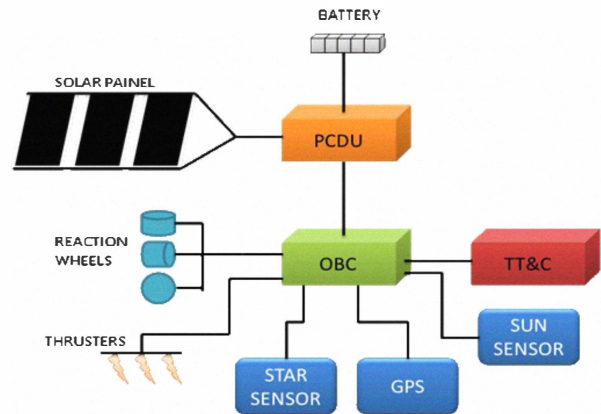 BATTERY
SOLAR PAINEL
PCDU
REACTION
WHEELS
OBC
TT&C
THRUSTERS
SUN
SENSOR
STAR
SENSOR
GPS